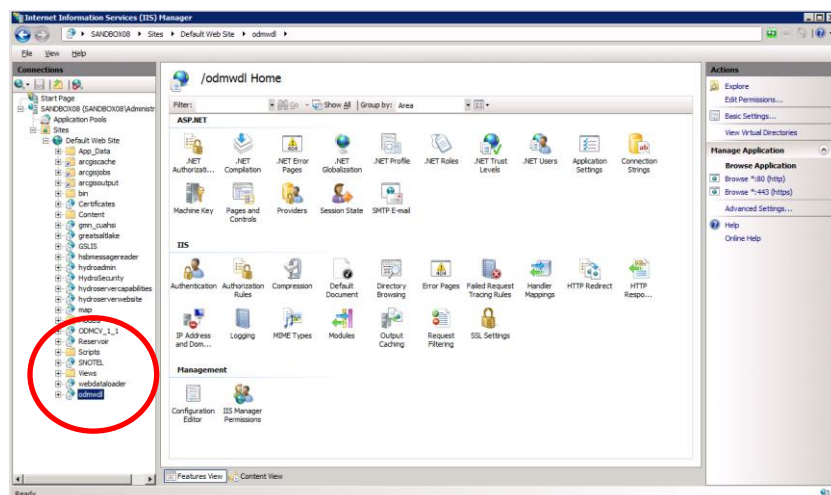 Internet Information Services (IIS) Manager
SANDBOX08 Sites Default Web Site odmwdl
File View Help
Connections
Start Page
SANDBOX08 (SANDBOX08\Administr
Application Pools
Sites
Default Web Site
App_Data
arcgiscache
arcgisjobs
arcgisoutput
bin
Certificates
Content
gmn_cuahsi
greatsaltlake
GSLIS
hsbmessagereader
hydroadmin
HydroSecurity
hydroservercapabilities
hydroserverwebsite
map
ODMCV_1_1
Reservoir
Scripts
SNOTEL
Views
webdataloader
odmwdl
/odmwdl Home
Filter: Go Show All Group by: Area
ASP.NET
.NET Authorizati...
.NET Compilation
.NET Error Pages
.NET Globalization
.NET Profile
.NET Roles
.NET Trust Levels
.NET Users
Application Settings
Connection Strings
Machine Key
Pages and Controls
Providers
Session State
SMTP E-mail
IIS
Authentication
Authorization Rules
Compression
Default Document
Directory Browsing
Error Pages
Failed Request Tracing Rules
Handler Mappings
HTTP Redirect
HTTP Respo...
IP Address and Dom...
Logging
MIME Types
Modules
Output Caching
Request Filtering
SSL Settings
Management
Configuration Editor
IIS Manager Permissions
Features View Content View
Actions
Explore
Edit Permissions...
Basic Settings...
View Virtual Directories
Manage Application
Browse Application
Browse *:80 (http)
Browse *:443 (https)
Advanced Settings...
Help
Online Help
Ready